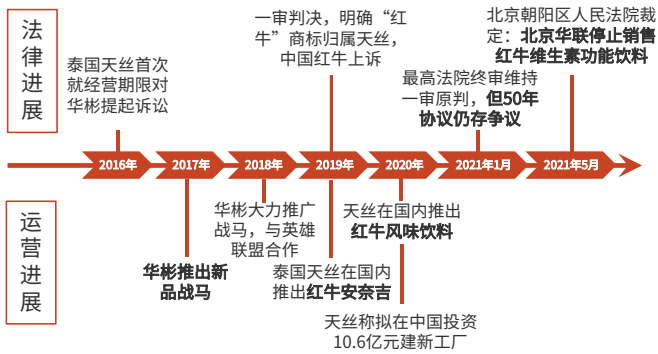 法
律
进
展
泰国天丝首次
就经营期限对
华彬提起诉讼
一审判决，明确“红
牛”商标归属天丝，
中国红牛上诉
最高法院终审维持
一审原判，但50年
协议仍存争议
北京朝阳区人民法院裁
定：北京华联停止销售
红牛维生素功能饮料
2016年
2017年
2018年
2019年
2020年
2021年1月
2021年5月
运
营
进
展
华彬推出新
品战马
华彬大力推广
战马，与英雄
联盟合作
泰国天丝在国内
推出红牛安奈吉
天丝在国内推出
红牛风味饮料
天丝称拟在中国投资
10.6亿元建新工厂